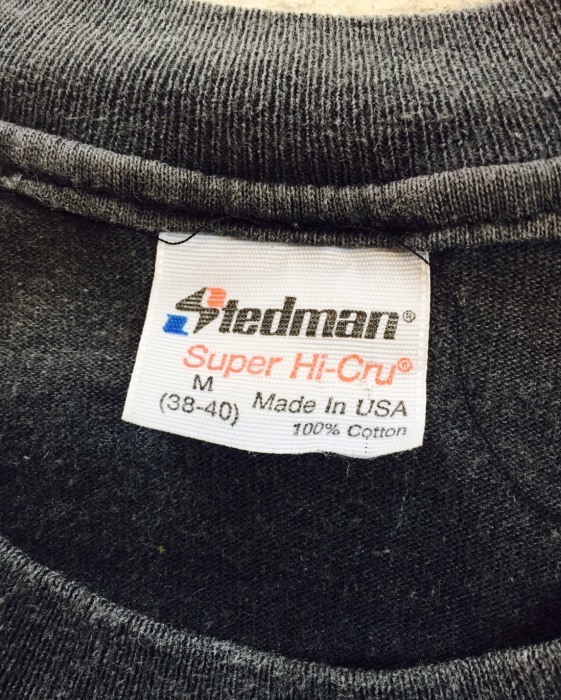 Stedman®
Super Hi-Cru®
M
(38-40) Made In USA
100% Cotton